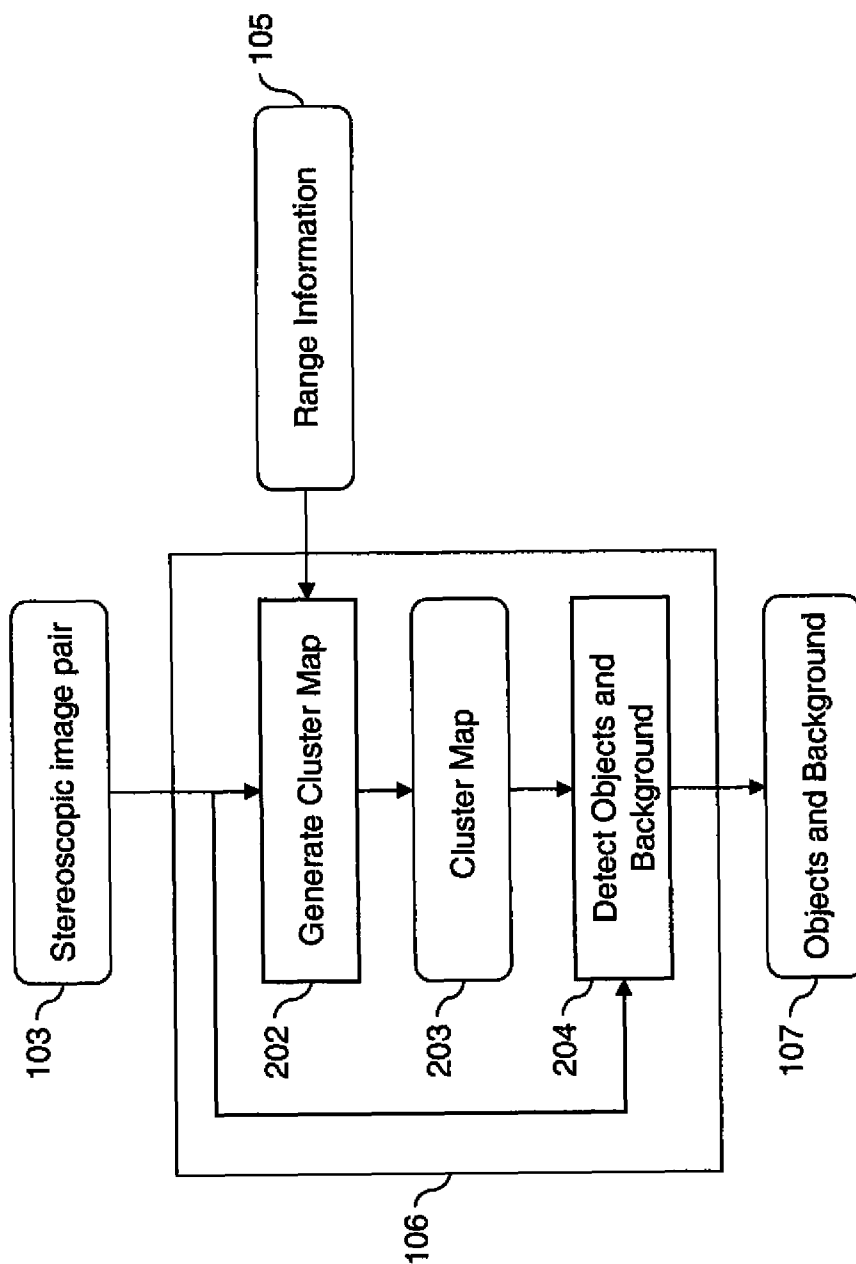 103
Stereoscopic image pair
105
Range Information
106
202
Generate Cluster Map
203
Cluster Map
204
Detect Objects and
Background
107
Objects and Background